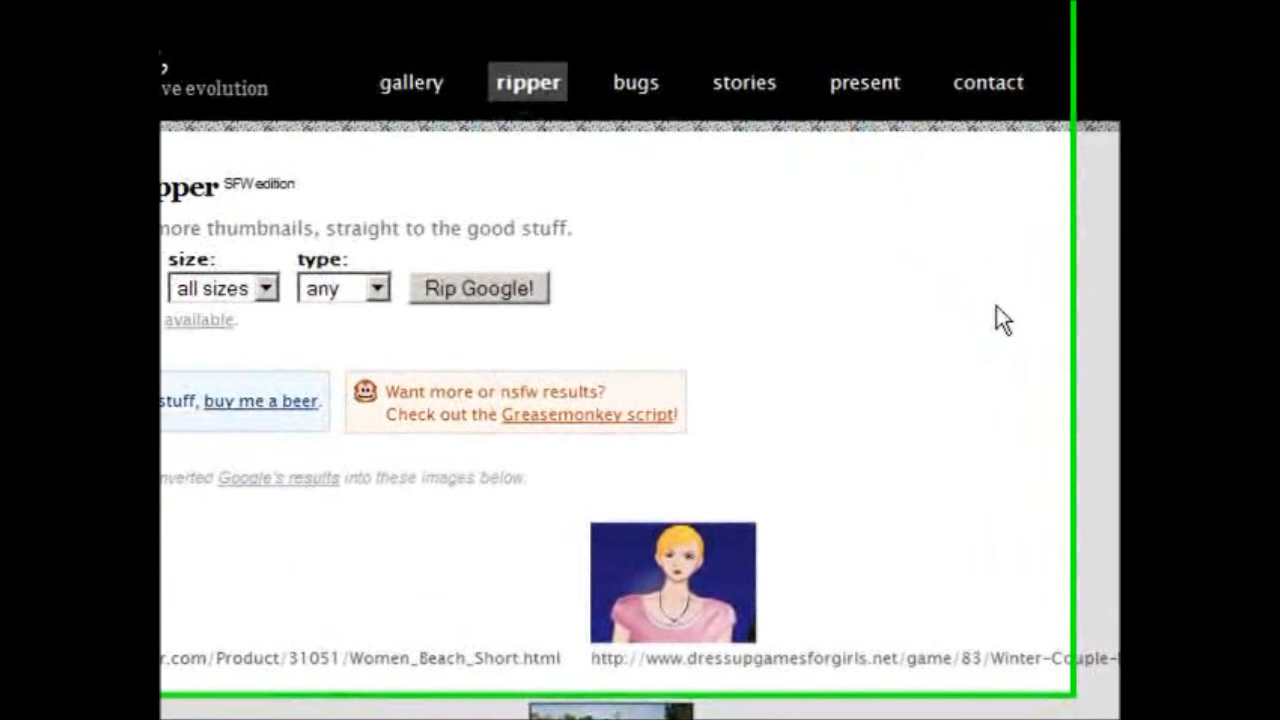 ve evolution
gallery ripper bugs stories present contact
pper SFW edition
more thumbnails, straight to the good stuff.
size: type:
all sizes any Rip Google!
available.
stuff, buy me a beer.
Want more or nsfw results?
Check out the Greasemonkey script!
nverted Google's results into these images below:
r.com/Product/31051/Women_Beach_Short.html
http://www.dressupgamesforgirls.net/game/83/Winter-Couple-